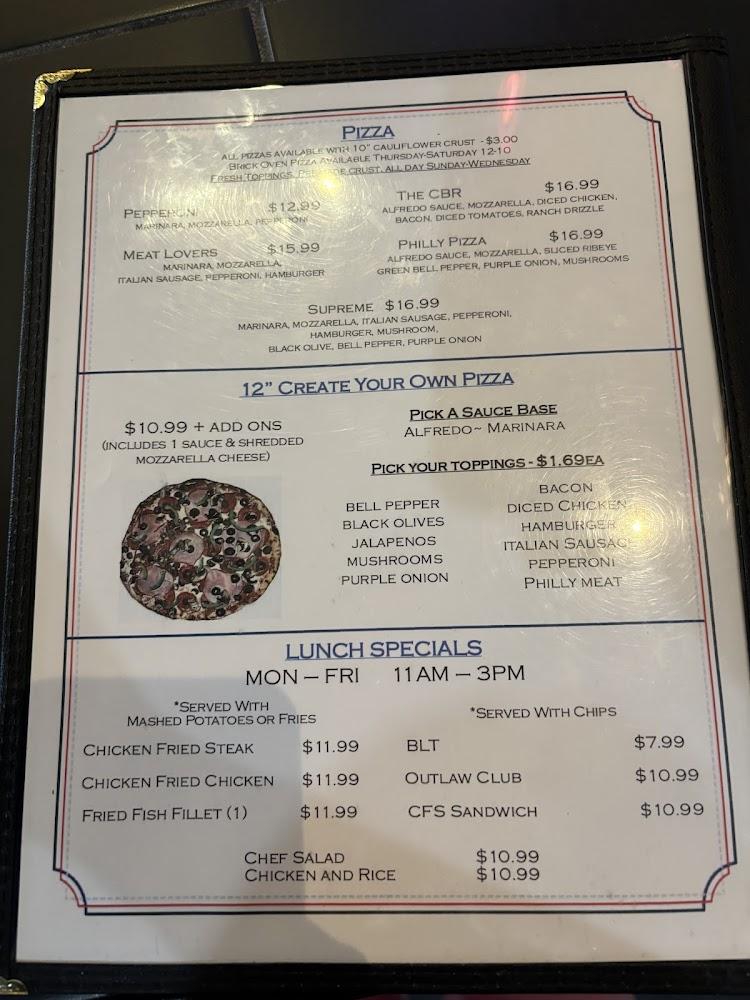 PIZZA
ALL PIZZAS AVAILABLE WITH 10" CAULIFLOWER CRUST - $3.00
BRICK OVEN PIZZA AVAILABLE THURSDAY-SATURDAY 12-10
FRESH TOPPINGS, CRUST, ALL DAY SUNDAY-WEDNESDAY
PEPPERONI $12.99
MARINARA, MOZZARELLA, PEPPERONI
MEAT LOVERS $15.99
MARINARA, MOZZARELLA,
ITALIAN SAUSAGE, PEPPERONI, HAMBURGER
THE CBR $16.99
ALFREDO SAUCE, MOZZARELLA, DICED CHICKEN,
BACON, DICED TOMATOES, RANCH DRIZZLE
PHILLY PIZZA $16.99
ALFREDO SAUCE, MOZZARELLA, SLICED RIBEYE
GREEN BELL PEPPER, PURPLE ONION, MUSHROOMS
SUPREME $16.99
MARINARA, MOZZARELLA, ITALIAN SAUSAGE, PEPPERONI,
HAMBURGER, MUSHROOM,
BLACK OLIVE, BELL PEPPER, PURPLE ONION
12" CREATE YOUR OWN PIZZA
$10.99 + ADD ONS
(INCLUDES 1 SAUCE & SHREDDED
MOZZARELLA CHEESE)
PICK A SAUCE BASE
ALFREDO~ MARINARA
PICK YOUR TOPPINGS - $1.69EA
BELL PEPPER
BLACK OLIVES
JALAPENOS
MUSHROOMS
PURPLE ONION
BACON
DICED CHICKEN
HAMBURGER
ITALIAN SAUSAGE
PEPPERONI
PHILLY MEAT
LUNCH SPECIALS
MON – FRI 11AM – 3PM
*SERVED WITH
MASHED POTATOES OR FRIES
CHICKEN FRIED STEAK $11.99
CHICKEN FRIED CHICKEN $11.99
FRIED FISH FILLET (1) $11.99
*SERVED WITH CHIPS
BLT $7.99
OUTLAW CLUB $10.99
CFS SANDWICH $10.99
CHEF SALAD $10.99
CHICKEN AND RICE $10.99